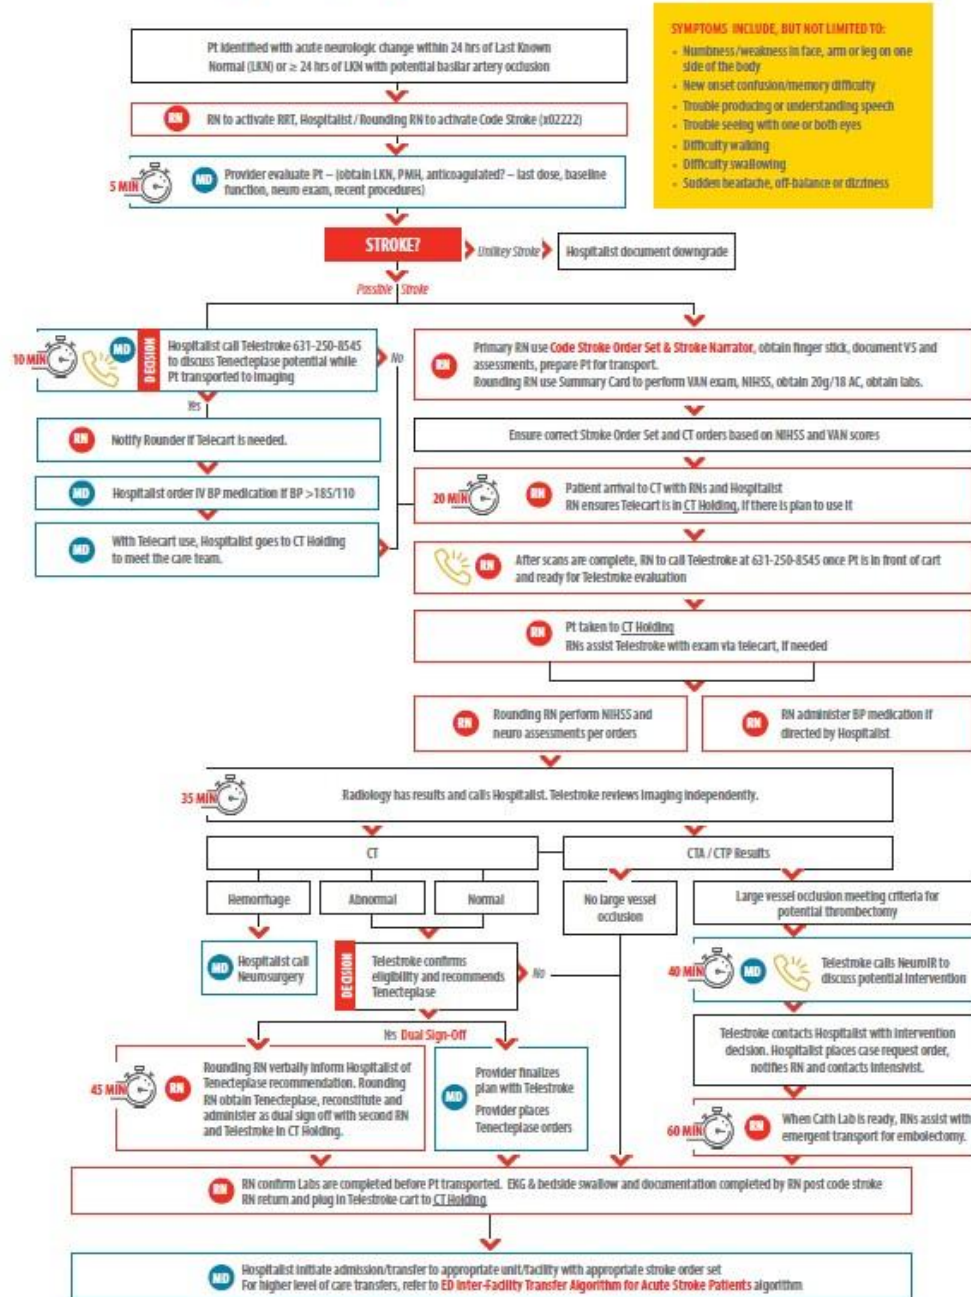 Pt identified with acute neurologic change within 24 hrs of Last Known
Normal (LKN) or ≥ 24 hrs of LKN with potential basilar artery occlusion
SYMPTOMS INCLUDE, BUT NOT LIMITED TO:
• Numbness/weakness in face, arm or leg on one
side of the body
• New onset confusion/memory difficulty
• Trouble producing or understanding speech
• Trouble seeing with one or both eyes
• Difficulty walking
• Difficulty swallowing
• Sudden headache, off-balance or dizziness
RN
RN to activate RRT, Hospitalist/Rounding RN to activate Code Stroke (x02222)
5 MIN
MD
Provider evaluate Pt – (obtain LKN, PMH, anticoagulated? – last dose, baseline
function, neuro exam, recent procedures)
STROKE?
Unlikey Stroke
Hospitalist document downgrade
Possible Stroke
10 MIN
MD
DECISION
Hospitalist call Telestroke 631-250-8545
to discuss Tenecteplase potential while
Pt transported to Imaging
No
Yes
RN
Notify Rounder if Telecart is needed.
MD
Hospitalist order IV BP medication if BP >185/110
MD
With Telecart use, Hospitalist goes to CT Holding
to meet the care team.
RN
Primary RN use Code Stroke Order Set & Stroke Narrator, obtain finger stick, document VS and
assessments, prepare Pt for transport.
Rounding RN use Summary Card to perform VAN exam, NIHSS, obtain 20g/18 AC, obtain labs.
Ensure correct Stroke Order Set and CT orders based on NIHSS and VAN scores
20 MIN
RN
Patient arrival to CT with RNs and Hospitalist
RN ensures Telecart is in CT Holding, if there is plan to use it
RN
After scans are complete, RN to call Telestroke at 631-250-8545 once Pt is in front of cart
and ready for Telestroke evaluation
RN
Pt taken to CT Holding
RNs assist Telestroke with exam via telecart, if needed
RN
Rounding RN perform NIHSS and
neuro assessments per orders
RN
RN administer BP medication if
directed by Hospitalist
35 MIN
Radiology has results and calls Hospitalist. Telestroke reviews imaging independently.
CT
CTA / CTP Results
Hemorrhage
Abnormal
Normal
No large vessel
occlusion
Large vessel occlusion meeting criteria for
potential thrombectomy
MD
Hospitalist call
Neurosurgery
DECISION
Telestroke confirms
eligibility and recommends
Tenecteplase
No
40 MIN
MD
Telestroke calls NeuroIR to
discuss potential intervention
Yes Dual Sign-Off
Telestroke contacts Hospitalist with intervention
decision. Hospitalist places case request order,
notifies RN and contacts intensivist.
45 MIN
RN
Rounding RN verbally inform Hospitalist of
Tenecteplase recommendation. Rounding
RN obtain Tenecteplase, reconstitute and
administer as dual sign off with second RN
and Telestroke in CT Holding.
MD
Provider finalizes
plan with Telestroke
Provider places
Tenecteplase orders
60 MIN
RN
When Cath Lab is ready, RNs assist with
emergent transport for embolectomy.
RN
RN confirm Labs are completed before Pt transported. EKG & bedside swallow and documentation completed by RN post code stroke
RN return and plug in Telestroke cart to CT Holding
MD
Hospitalist initiate admission/transfer to appropriate unit/facility with appropriate stroke order set
For higher level of care transfers, refer to ED Inter-Facility Transfer Algorithm for Acute Stroke Patients algorithm